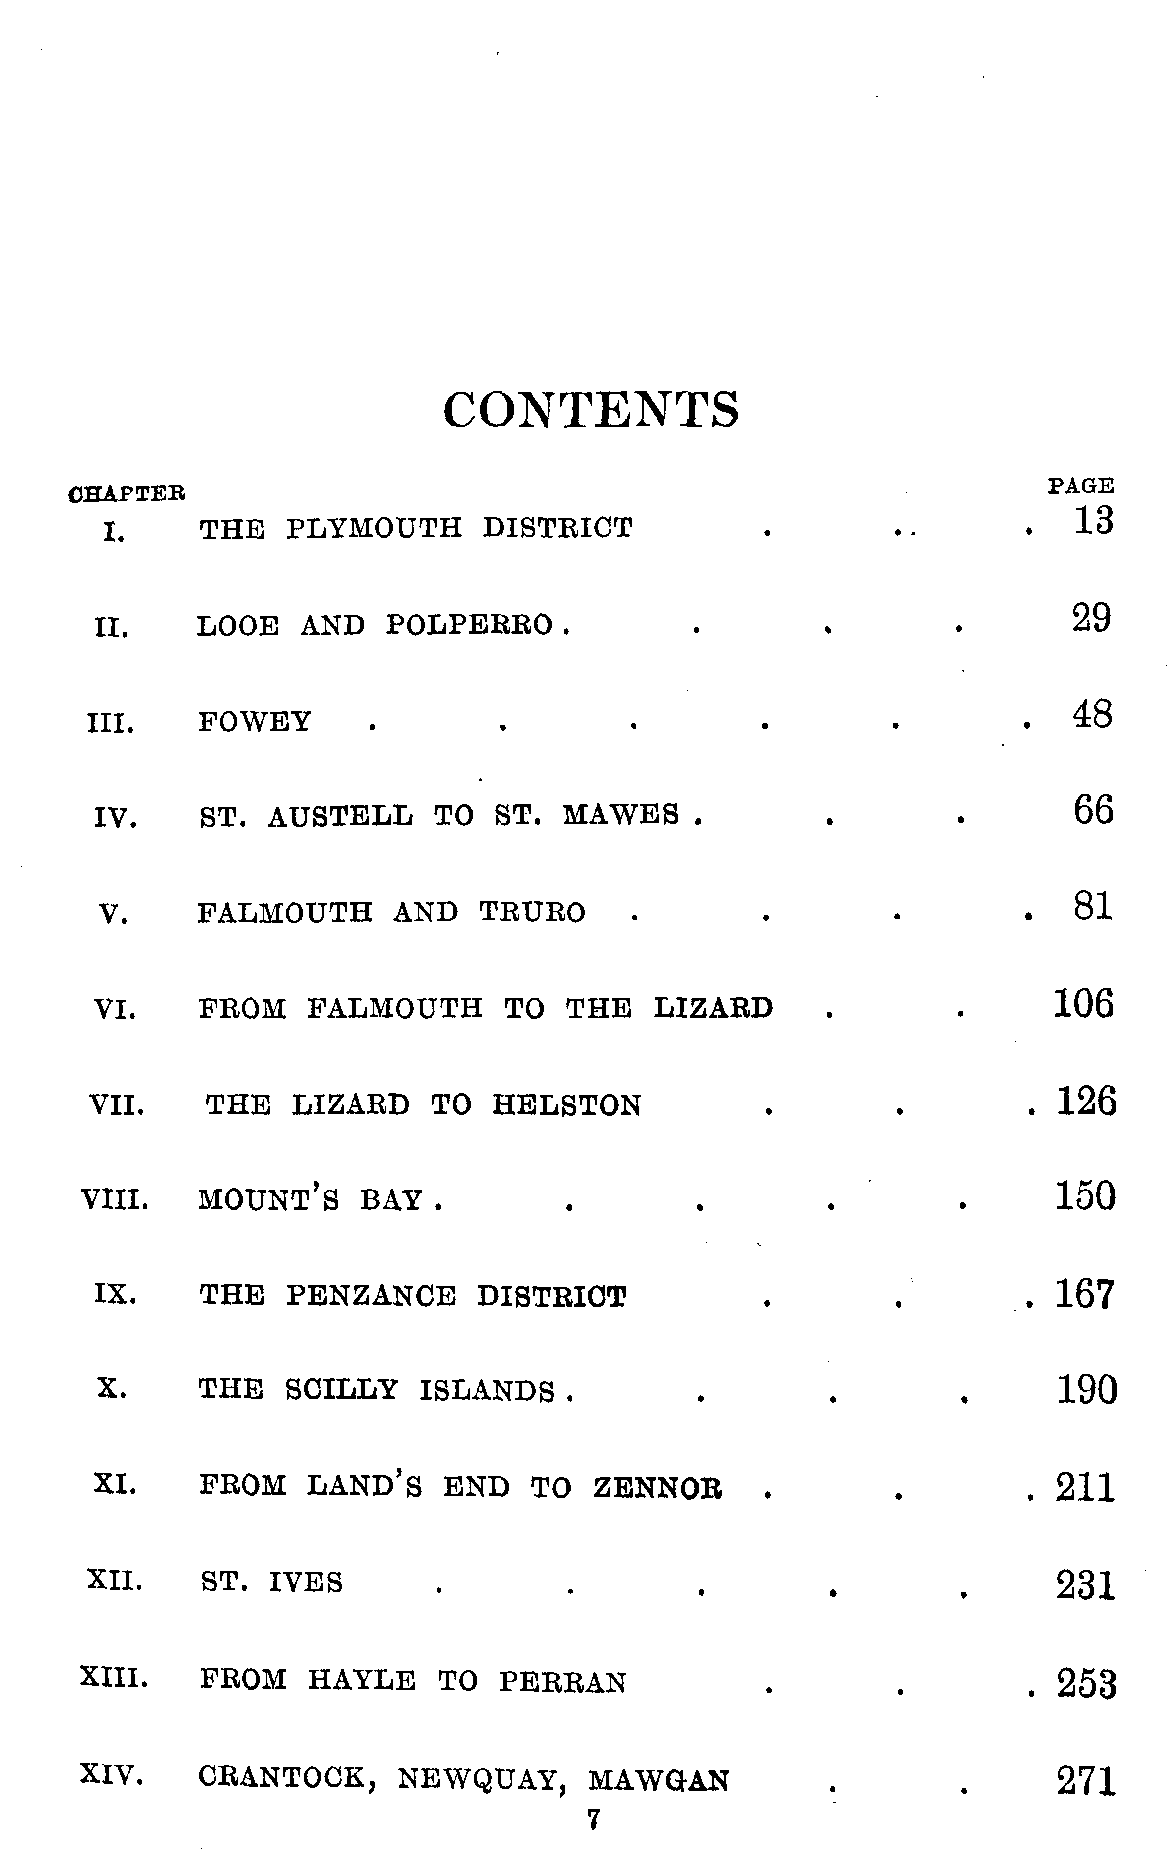 CONTENTS
CHAPTER PAGE
I. THE PLYMOUTH DISTRICT . . . 13
II. LOOE AND POLPERRO . . . . 29
III. FOWEY . . . . . . 48
IV. ST. AUSTELL TO ST. MAWES . . . 66
V. FALMOUTH AND TRURO . . . . 81
VI. FROM FALMOUTH TO THE LIZARD . . 106
VII. THE LIZARD TO HELSTON . . . 126
VIII. MOUNT'S BAY . . . . . 150
IX. THE PENZANCE DISTRICT . . . 167
X. THE SCILLY ISLANDS . . . . 190
XI. FROM LAND'S END TO ZENNOR . . . 211
XII. ST. IVES . . . . . 231
XIII. FROM HAYLE TO PERRAN . . . 253
XIV. CRANTOCK, NEWQUAY, MAWGAN . . 271
7